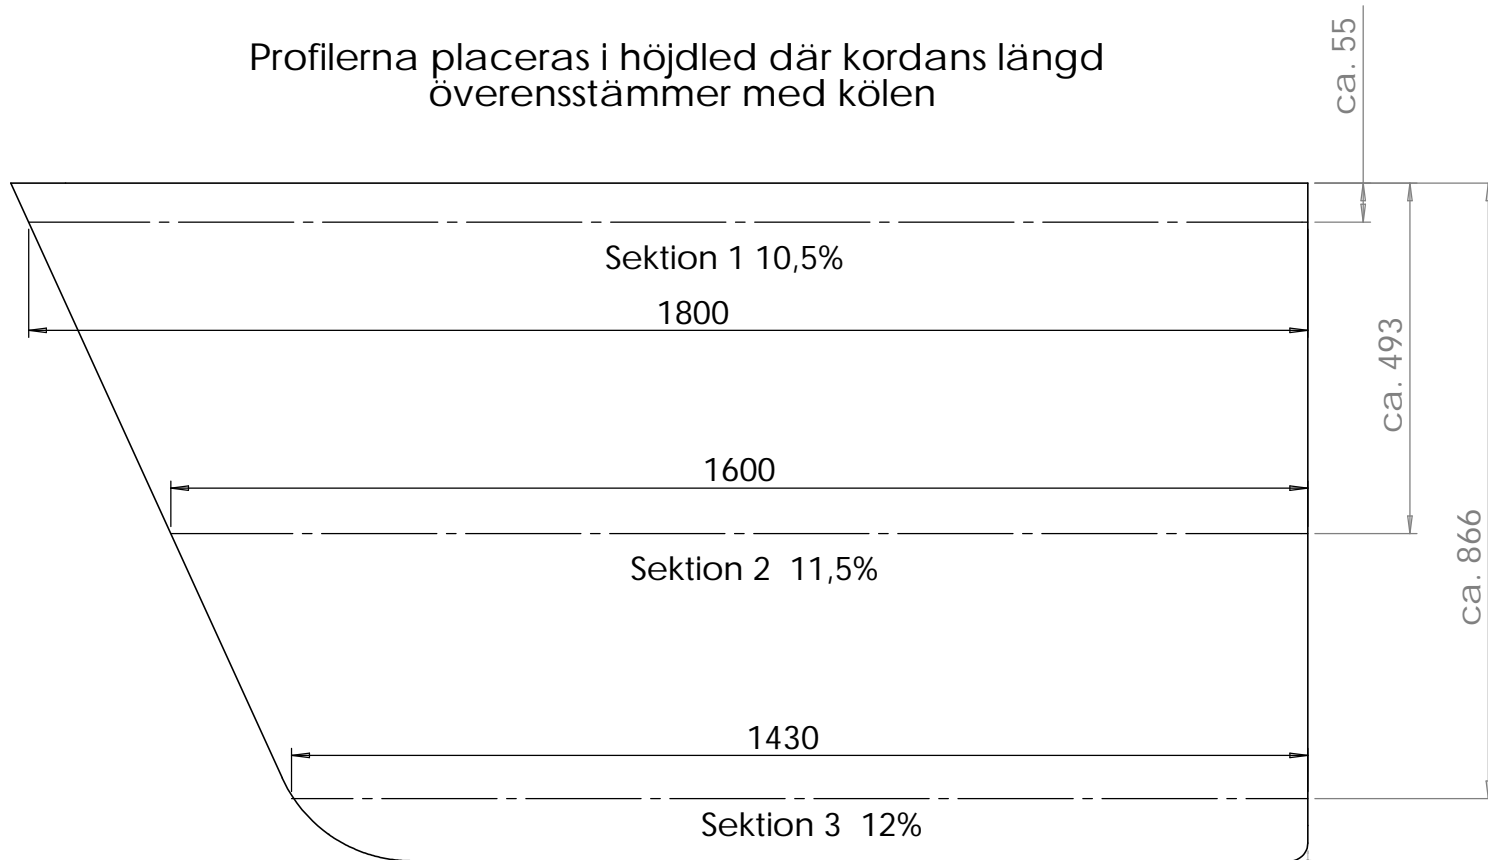 Profilerna placeras i höjdled där kordans längd
överensstämmer med kölen
ca. 55
Sektion 1 10,5%
1800
ca. 493
1600
Sektion 2 11,5%
ca. 866
1430
Sektion 3 12%